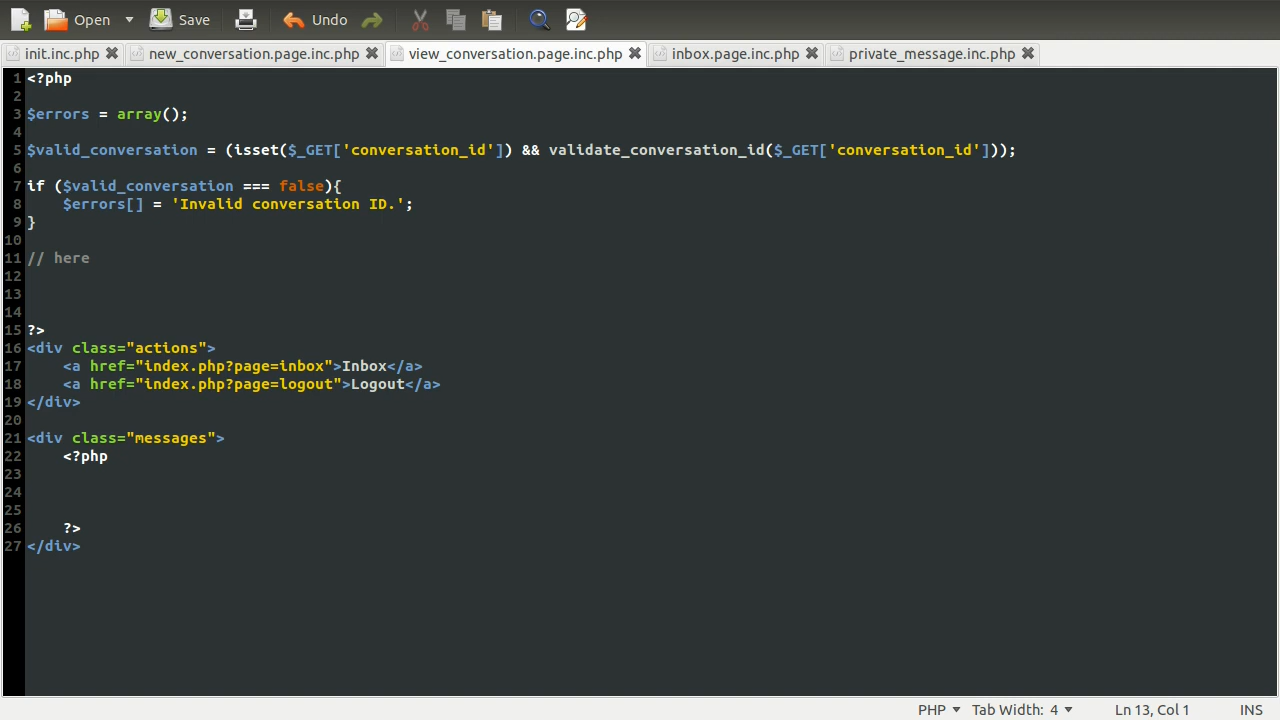 Open Save Undo
init.inc.php new_conversation.page.inc.php view_conversation.page.inc.php inbox.page.inc.php private_message.inc.php
1 <?php
2
3 $errors = array();
4
5 $valid_conversation = (isset($_GET['conversation_id']) && validate_conversation_id($_GET['conversation_id']));
6
7 if ($valid_conversation === false){
8     $errors[] = 'Invalid conversation ID.';
9 }
10
11 // here
12
13
14
15 ?>
16 <div class="actions">
17     <a href="index.php?page=inbox">Inbox</a>
18     <a href="index.php?page=logout">Logout</a>
19 </div>
20
21 <div class="messages">
22     <?php
23
24
25
26     ?>
27 </div>
PHP Tab Width: 4 Ln 13, Col 1 INS